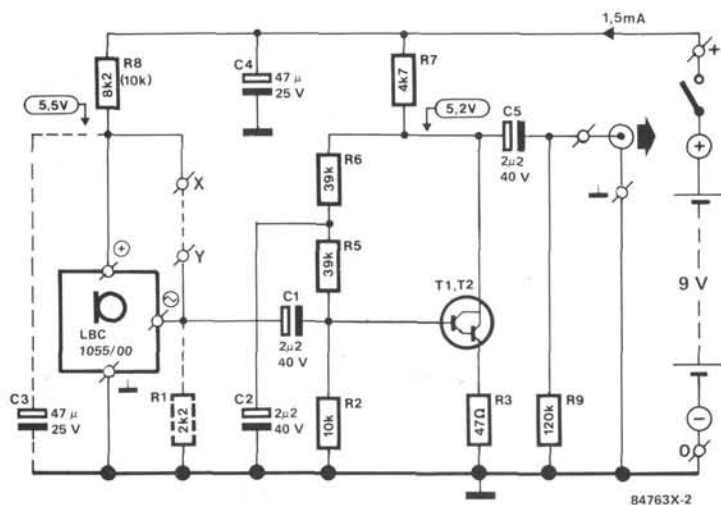 1,5mA
+
R8
(10k)
8k2
C4
47 µ
25 V
R7
4k7
5,5V
5,2V
C5
2µ2
40 V
+
R6
39k
X
⏚
R5
39k
Y
+
9 V
T1,T2
C1
2µ2
40 V
LBC
1055/00
~
C3
47 µ
25 V
R1
2k2
C2
2µ2
40 V
R2
10k
R3
47Ω
R9
120k
−
0
84763X-2